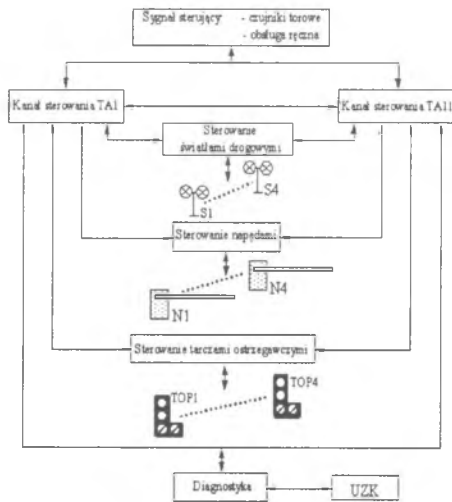 Sygnał sterujący - czujniki torowe
- obsługa ręczna
Kanał sterowania TA1
Kanał sterowania TA11
Sterowanie
światłami drogowymi
S1
S4
Sterowanie napędami
N1
N4
Sterowanie tarczami ostrzegawczymi
TOP1
TOP4
Diagnostyka
UZK